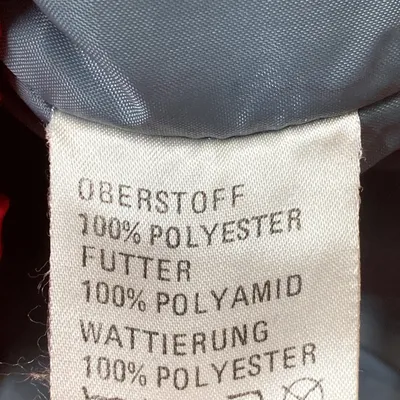 OBERSTOFF
100% POLYESTER
FUTTER
100% POLYAMID
WATTIERUNG
100% POLYESTER